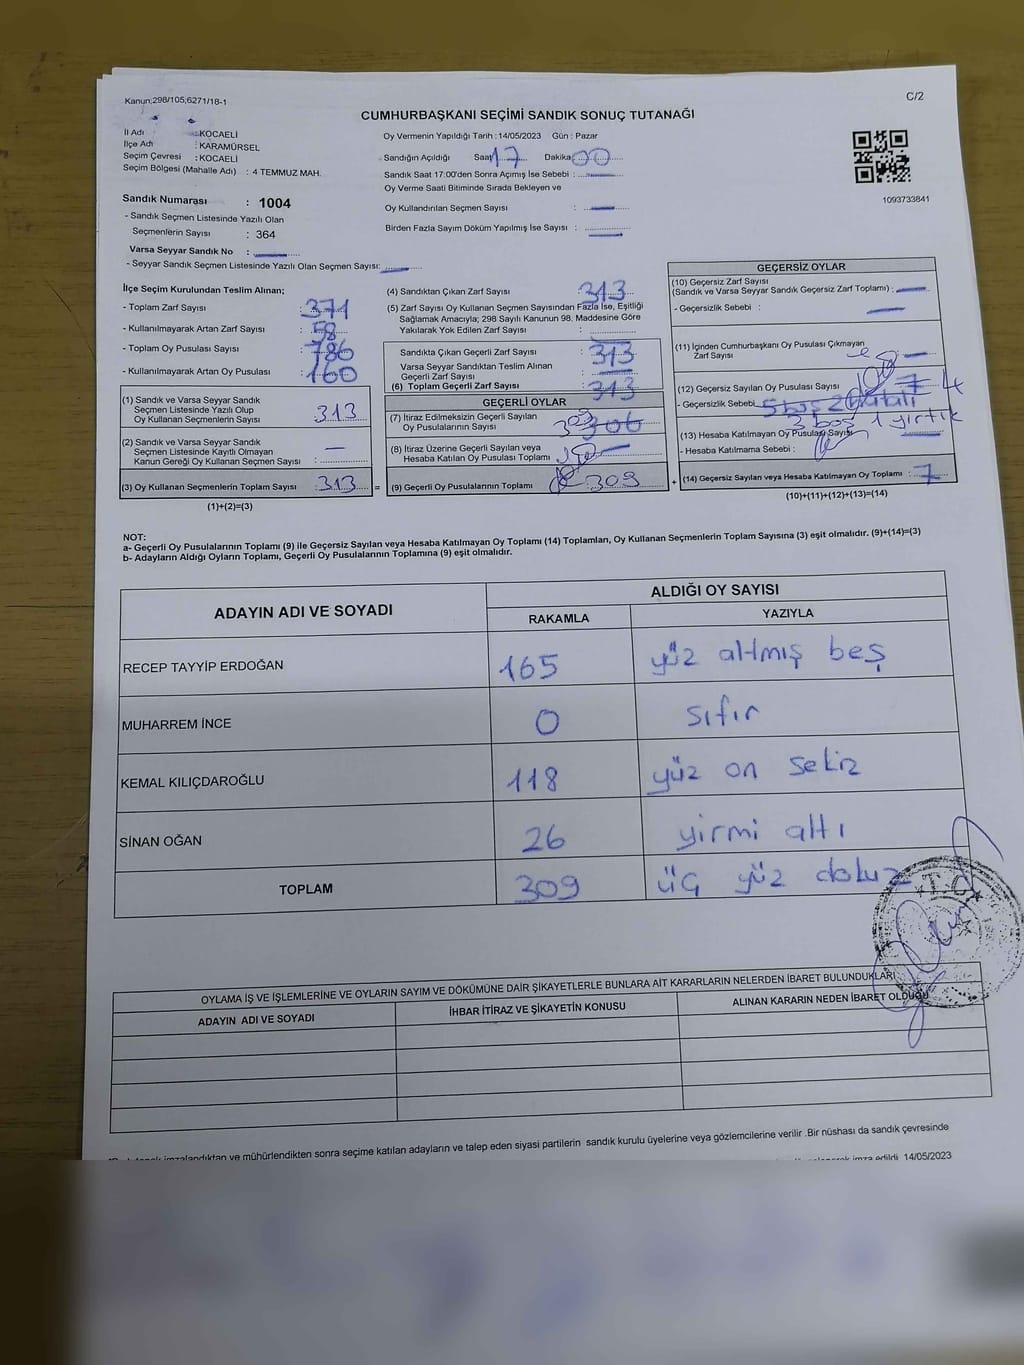 Kanun:298/105,6271/18-1
C/2
CUMHURBAŞKANI SEÇİMİ SANDIK SONUÇ TUTANAĞI
İl Adı : KOCAELİ
İlçe Adı : KARAMÜRSEL
Seçim Çevresi : KOCAELİ
Seçim Bölgesi (Mahalle Adı) : 4 TEMMUZ MAH.
Oy Vermenin Yapıldığı Tarih : 14/05/2023 Gün : Pazar
Sandığın Açıldığı Saat 17 Dakika 00
Sandık Saat 17:00'den Sonra Açımış İse Sebebi :
Oy Verme Saati Bitiminde Sırada Bekleyen ve
Oy Kullandırılan Seçmen Sayısı :
Birden Fazla Sayım Döküm Yapılmış İse Sayısı :
1093733841
Sandık Numarası : 1004
- Sandık Seçmen Listesinde Yazılı Olan
Seçmenlerin Sayısı : 364
Varsa Seyyar Sandık No :
- Seyyar Sandık Seçmen Listesinde Yazılı Olan Seçmen Sayısı:
İlçe Seçim Kurulundan Teslim Alınan;
- Toplam Zarf Sayısı : 371
- Kullanılmayarak Artan Zarf Sayısı : 58
- Toplam Oy Pusulası Sayısı : 786
- Kullanılmayarak Artan Oy Pusulası : 160
(1) Sandık ve Varsa Seyyar Sandık
Seçmen Listesinde Yazılı Olup
Oy Kullanan Seçmenlerin Sayısı : 313
(2) Sandık ve Varsa Seyyar Sandık
Seçmen Listesinde Kayıtlı Olmayan
Kanun Gereği Oy Kullanan Seçmen Sayısı : —
(3) Oy Kullanan Seçmenlerin Toplam Sayısı : 313 =
(1)+(2)=(3)
(4) Sandıktan Çıkan Zarf Sayısı : 313
(5) Zarf Sayısı Oy Kullanan Seçmen Sayısından Fazla İse, Eşitliği
Sağlamak Amacıyla; 298 Sayılı Kanunun 98. Maddesine Göre
Yakılarak Yok Edilen Zarf Sayısı :
Sandıkta Çıkan Geçerli Zarf Sayısı : 313
Varsa Seyyar Sandıktan Teslim Alınan
Geçerli Zarf Sayısı : —
(6) Toplam Geçerli Zarf Sayısı : 313
GEÇERLİ OYLAR
(7) İtiraz Edilmeksizin Geçerli Sayılan
Oy Pusulalarının Sayısı : 309 306
(8) İtiraz Üzerine Geçerli Sayılan veya
Hesaba Katılan Oy Pusulası Toplamı
(9) Geçerli Oy Pusulalarının Toplamı : 309 +
GEÇERSİZ OYLAR
(10) Geçersiz Zarf Sayısı
(Sandık ve Varsa Seyyar Sandık Geçersiz Zarf Toplamı) :
- Geçersizlik Sebebi :
(11) İçinden Cumhurbaşkanı Oy Pusulası Çıkmayan
Zarf Sayısı : —
(12) Geçersiz Sayılan Oy Pusulası Sayısı : 7 4
- Geçersizlik Sebebi 5 boş 2 hatalı
3 boş 1 yırtık
(13) Hesaba Katılmayan Oy Pusulası Sayısı
- Hesaba Katılmama Sebebi :
(14) Geçersiz Sayılan veya Hesaba Katılmayan Oy Toplamı : 7
(10)+(11)+(12)+(13)=(14)
NOT:
a- Geçerli Oy Pusulalarının Toplamı (9) ile Geçersiz Sayılan veya Hesaba Katılmayan Oy Toplamı (14) Toplamları, Oy Kullanan Seçmenlerin Toplam Sayısına (3) eşit olmalıdır. (9)+(14)=(3)
b- Adayların Aldığı Oyların Toplamı, Geçerli Oy Pusulalarının Toplamına (9) eşit olmalıdır.
ADAYIN ADI VE SOYADI
ALDIĞI OY SAYISI
RAKAMLA YAZIYLA
RECEP TAYYİP ERDOĞAN 165 yüz altmış beş
MUHARREM İNCE 0 sıfır
KEMAL KILIÇDAROĞLU 118 yüz on sekiz
SİNAN OĞAN 26 yirmi altı
TOPLAM 309 üç yüz dokuz
T.C
OYLAMA İŞ VE İŞLEMLERİNE VE OYLARIN SAYIM VE DÖKÜMÜNE DAİR ŞİKAYETLERLE BUNLARA AİT KARARLARIN NELERDEN İBARET BULUNDUKLARI
ADAYIN ADI VE SOYADI
İHBAR İTİRAZ VE ŞİKAYETİN KONUSU
ALINAN KARARIN NEDEN İBARET OLDUĞU
imzalandıktan ve mühürlendikten sonra seçime katılan adayların ve talep eden siyasi partilerin sandık kurulu üyelerine veya gözlemcilerine verilir .Bir nüshası da sandık çevresinde
imza edildi 14/05/2023